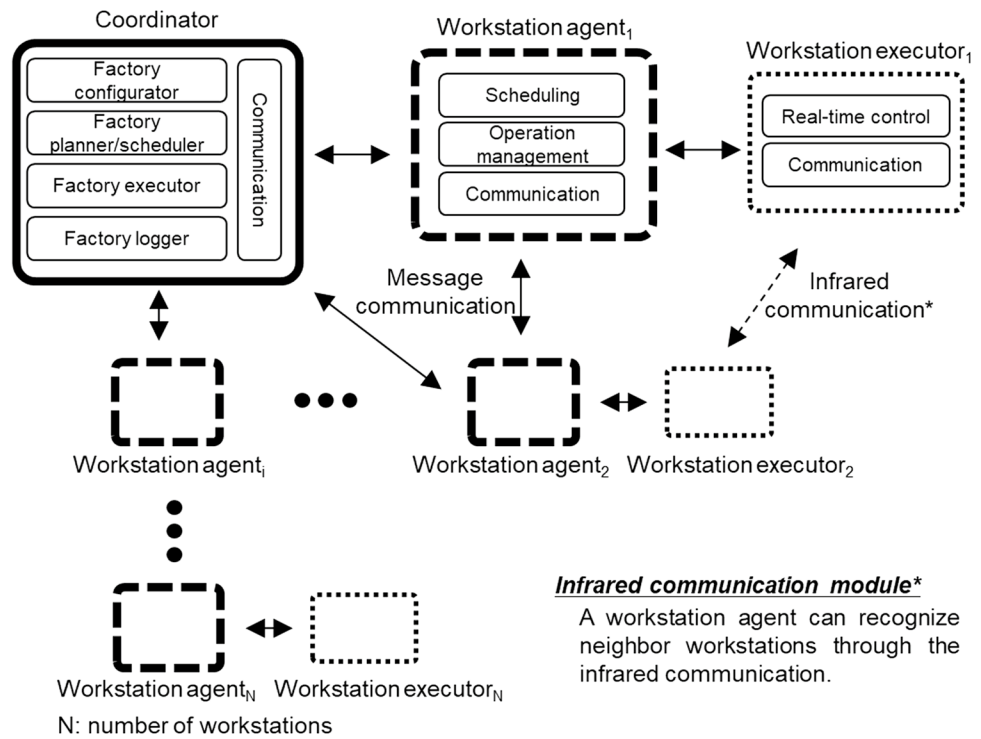 Coordinator
Factory
configurator
Factory
planner/scheduler
Factory executor
Factory logger
Communication
Workstation agent₁
Scheduling
Operation
management
Communication
Workstation executor₁
Real-time control
Communication
Message
communication
Infrared
communication*
Workstation agentᵢ
Workstation agent₂
Workstation executor₂
Infrared communication module*
A workstation agent can recognize
neighbor workstations through the
infrared communication.
Workstation agent_N
Workstation executor_N
N: number of workstations